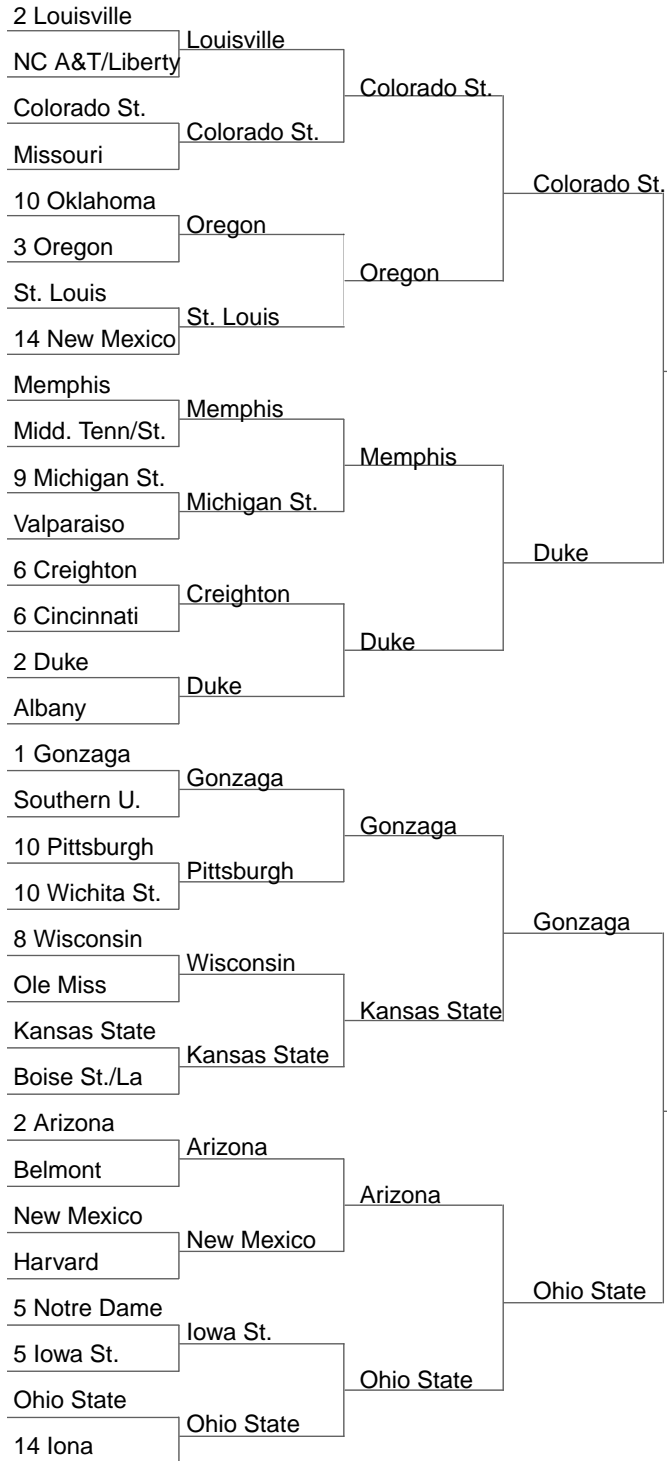 2 Louisville
NC A&T/Liberty
Colorado St.
Missouri
10 Oklahoma
3 Oregon
St. Louis
14 New Mexico
Memphis
Midd. Tenn/St.
9 Michigan St.
Valparaiso
6 Creighton
6 Cincinnati
2 Duke
Albany
1 Gonzaga
Southern U.
10 Pittsburgh
10 Wichita St.
8 Wisconsin
Ole Miss
Kansas State
Boise St./La
2 Arizona
Belmont
New Mexico
Harvard
5 Notre Dame
5 Iowa St.
Ohio State
14 Iona
Louisville
Colorado St.
Oregon
St. Louis
Memphis
Michigan St.
Creighton
Duke
Gonzaga
Pittsburgh
Wisconsin
Kansas State
Arizona
New Mexico
Iowa St.
Ohio State
Colorado St.
Oregon
Memphis
Duke
Gonzaga
Kansas State
Arizona
Ohio State
Colorado St.
Duke
Gonzaga
Ohio State